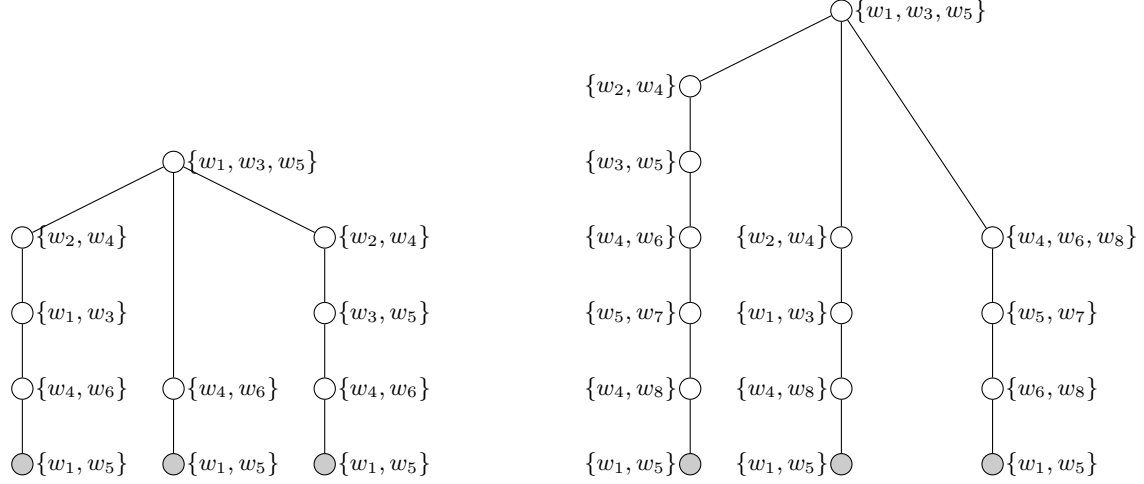 {w₁, w₃, w₅}
{w₂, w₄}
{w₂, w₄}
{w₁, w₃}
{w₃, w₅}
{w₄, w₆}
{w₄, w₆}
{w₄, w₆}
{w₁, w₅}
{w₁, w₅}
{w₁, w₅}
{w₁, w₃, w₅}
{w₂, w₄}
{w₃, w₅}
{w₄, w₆}
{w₂, w₄}
{w₄, w₆, w₈}
{w₅, w₇}
{w₁, w₃}
{w₅, w₇}
{w₄, w₈}
{w₄, w₈}
{w₆, w₈}
{w₁, w₅}
{w₁, w₅}
{w₁, w₅}